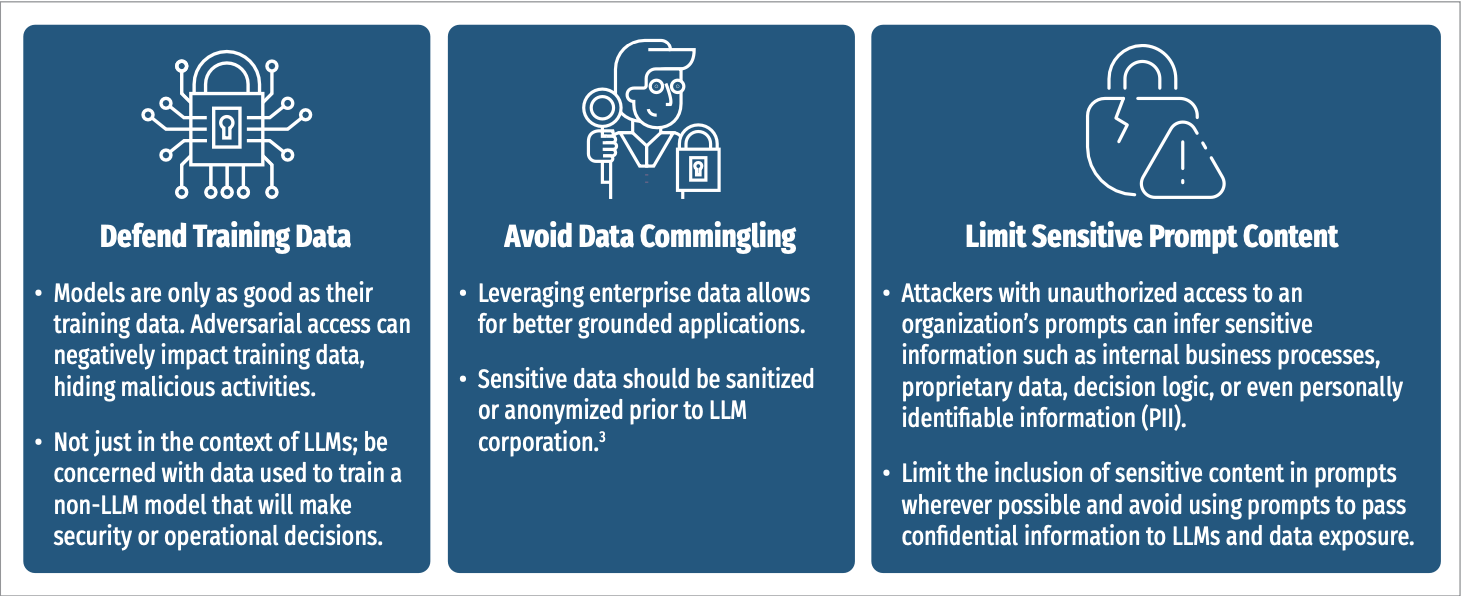 Defend Training Data
• Models are only as good as their
training data. Adversarial access can
negatively impact training data,
hiding malicious activities.
• Not just in the context of LLMs; be
concerned with data used to train a
non-LLM model that will make
security or operational decisions.
Avoid Data Commingling
• Leveraging enterprise data allows
for better grounded applications.
• Sensitive data should be sanitized
or anonymized prior to LLM
corporation.³
Limit Sensitive Prompt Content
• Attackers with unauthorized access to an
organization’s prompts can infer sensitive
information such as internal business processes,
proprietary data, decision logic, or even personally
identifiable information (PII).
• Limit the inclusion of sensitive content in prompts
wherever possible and avoid using prompts to pass
confidential information to LLMs and data exposure.